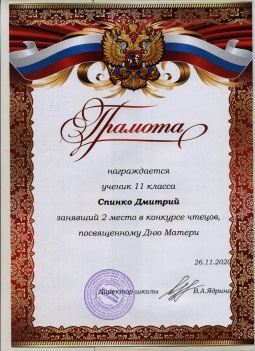 Грамота
награждается
ученик 11 класса
Спинко Дмитрий
занявший 2 место в конкурсе чтецов,
посвященному Дню Матери
26.11.2020
Директор школы В.А.Ядрина